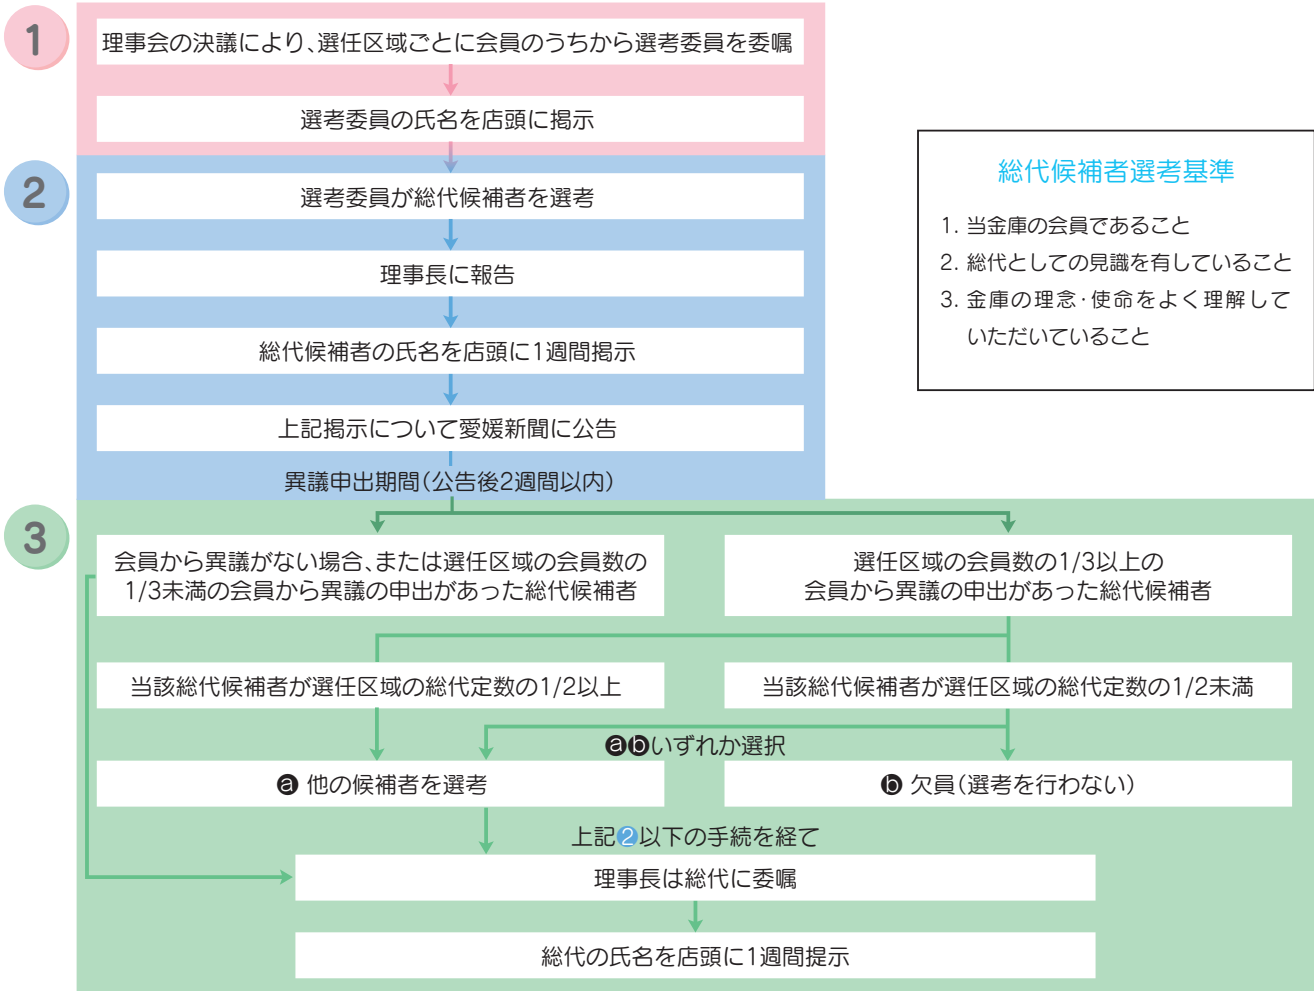 1
理事会の決議により、選任区域ごとに会員のうちから選考委員を委嘱
選考委員の氏名を店頭に掲示
2
選考委員が総代候補者を選考
理事長に報告
総代候補者の氏名を店頭に1週間掲示
上記掲示について愛媛新聞に公告
異議申出期間(公告後2週間以内)
総代候補者選考基準
1. 当金庫の会員であること
2. 総代としての見識を有していること
3. 金庫の理念・使命をよく理解して
いただいていること
3
会員から異議がない場合、または選任区域の会員数の
1/3未満の会員から異議の申出があった総代候補者
選任区域の会員数の1/3以上の
会員から異議の申出があった総代候補者
当該総代候補者が選任区域の総代定数の1/2以上
当該総代候補者が選任区域の総代定数の1/2未満
ⓐⓑいずれか選択
ⓐ 他の候補者を選考
ⓑ 欠員(選考を行わない)
上記②以下の手続を経て
理事長は総代に委嘱
総代の氏名を店頭に1週間提示